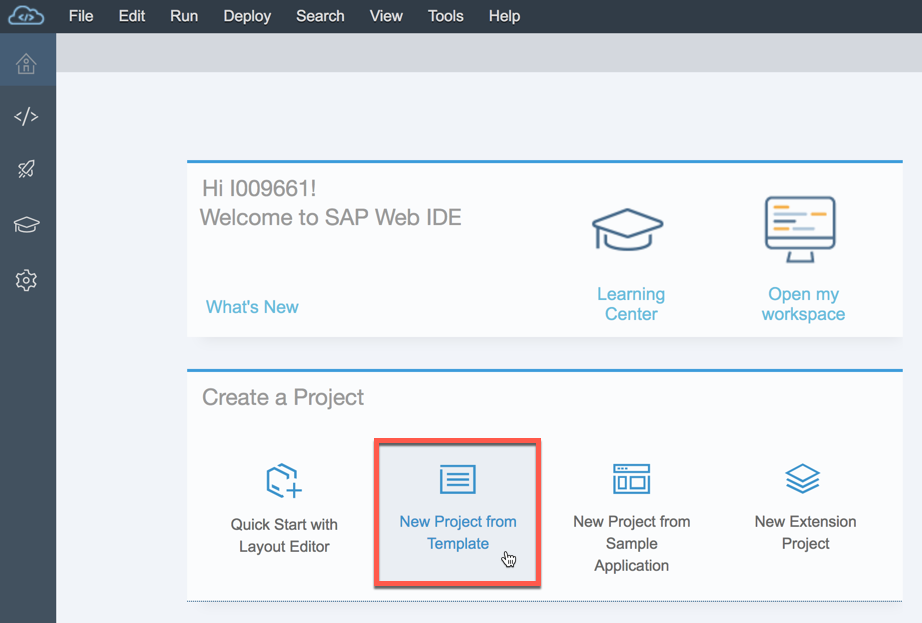 File Edit Run Deploy Search View Tools Help
Hi I009661!
Welcome to SAP Web IDE
What's New
Learning
Center
Open my
workspace
Create a Project
Quick Start with
Layout Editor
New Project from
Template
New Project from
Sample
Application
New Extension
Project